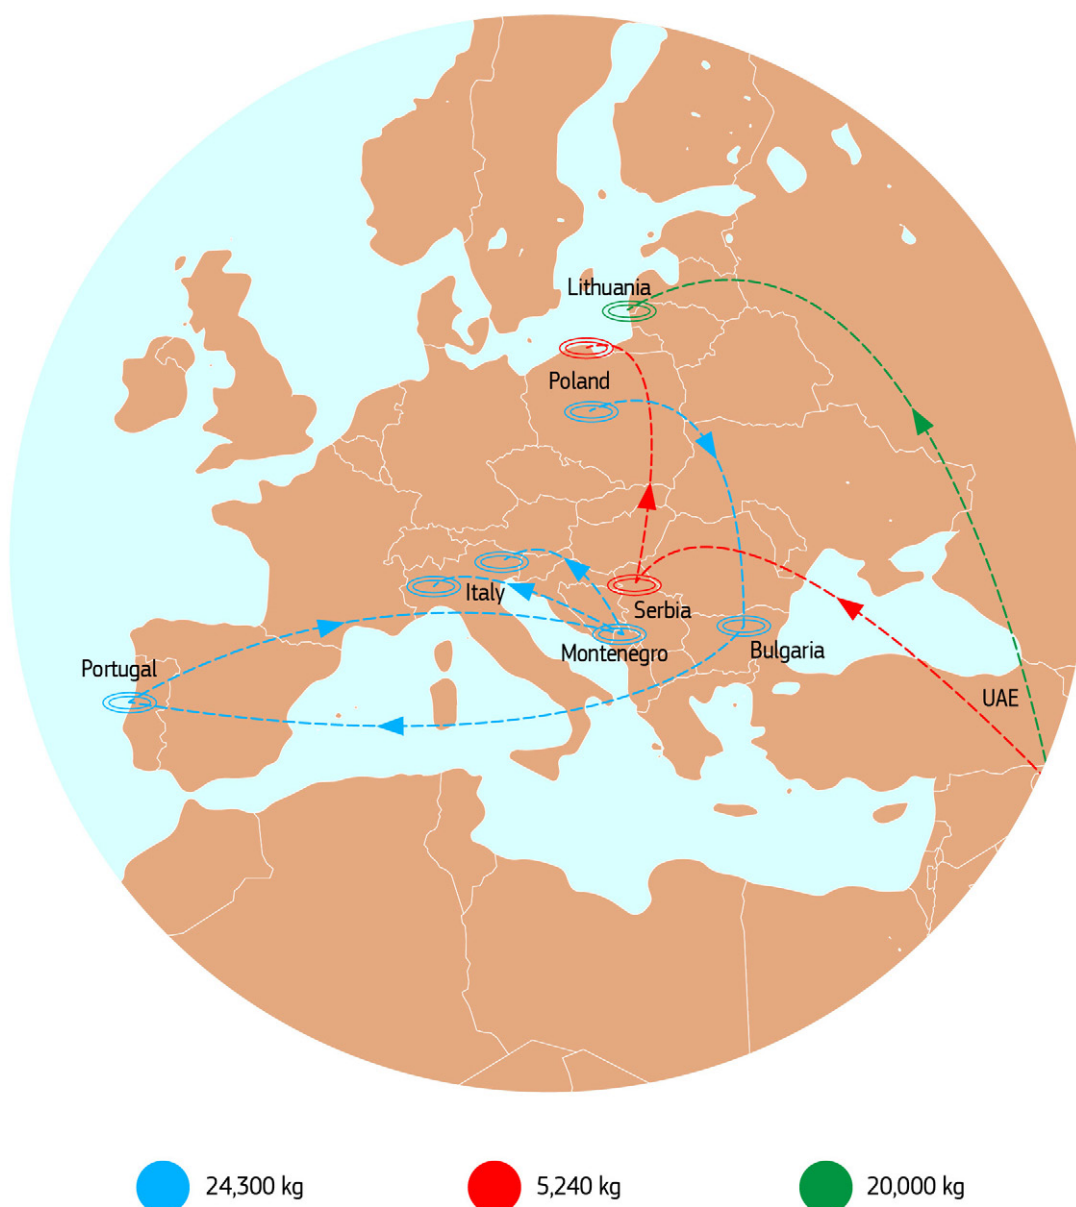 Lithuania
Poland
Italy
Serbia
Montenegro
Bulgaria
Portugal
UAE
24,300 kg
5,240 kg
20,000 kg